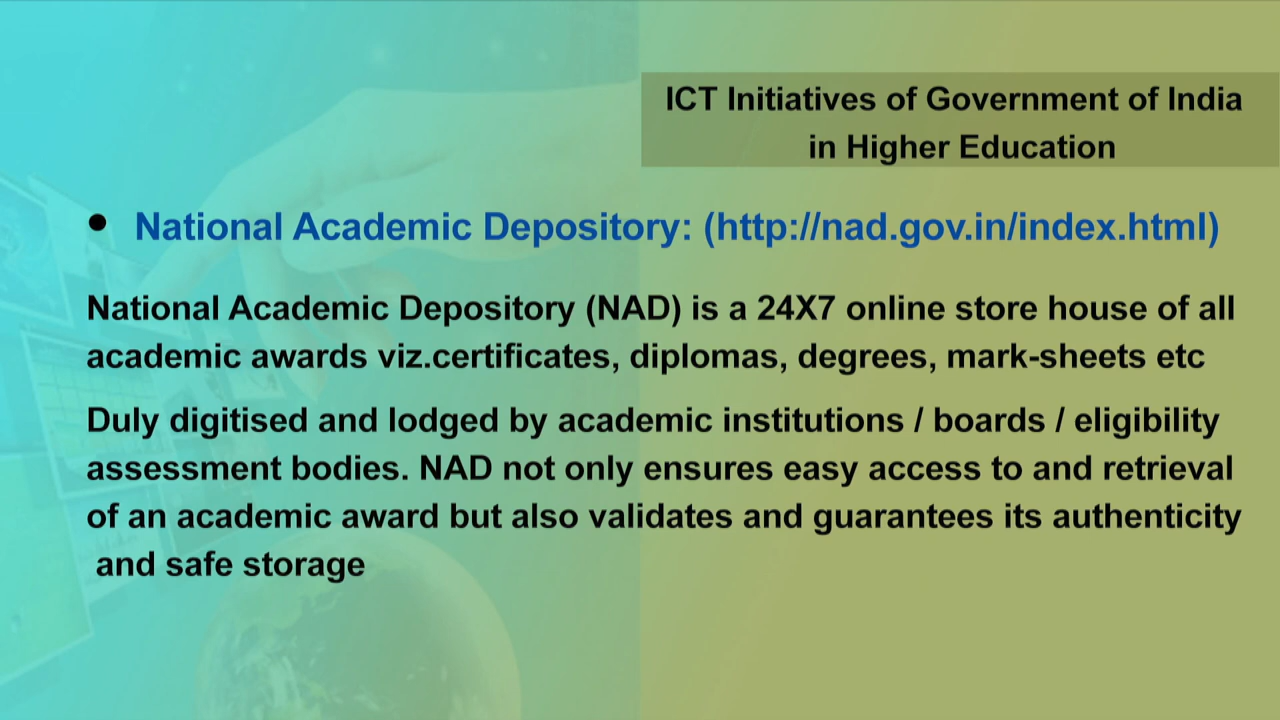 ICT Initiatives of Government of India
in Higher Education
• National Academic Depository: (http://nad.gov.in/index.html)
National Academic Depository (NAD) is a 24X7 online store house of all
academic awards viz.certificates, diplomas, degrees, mark-sheets etc
Duly digitised and lodged by academic institutions / boards / eligibility
assessment bodies. NAD not only ensures easy access to and retrieval
of an academic award but also validates and guarantees its authenticity
and safe storage